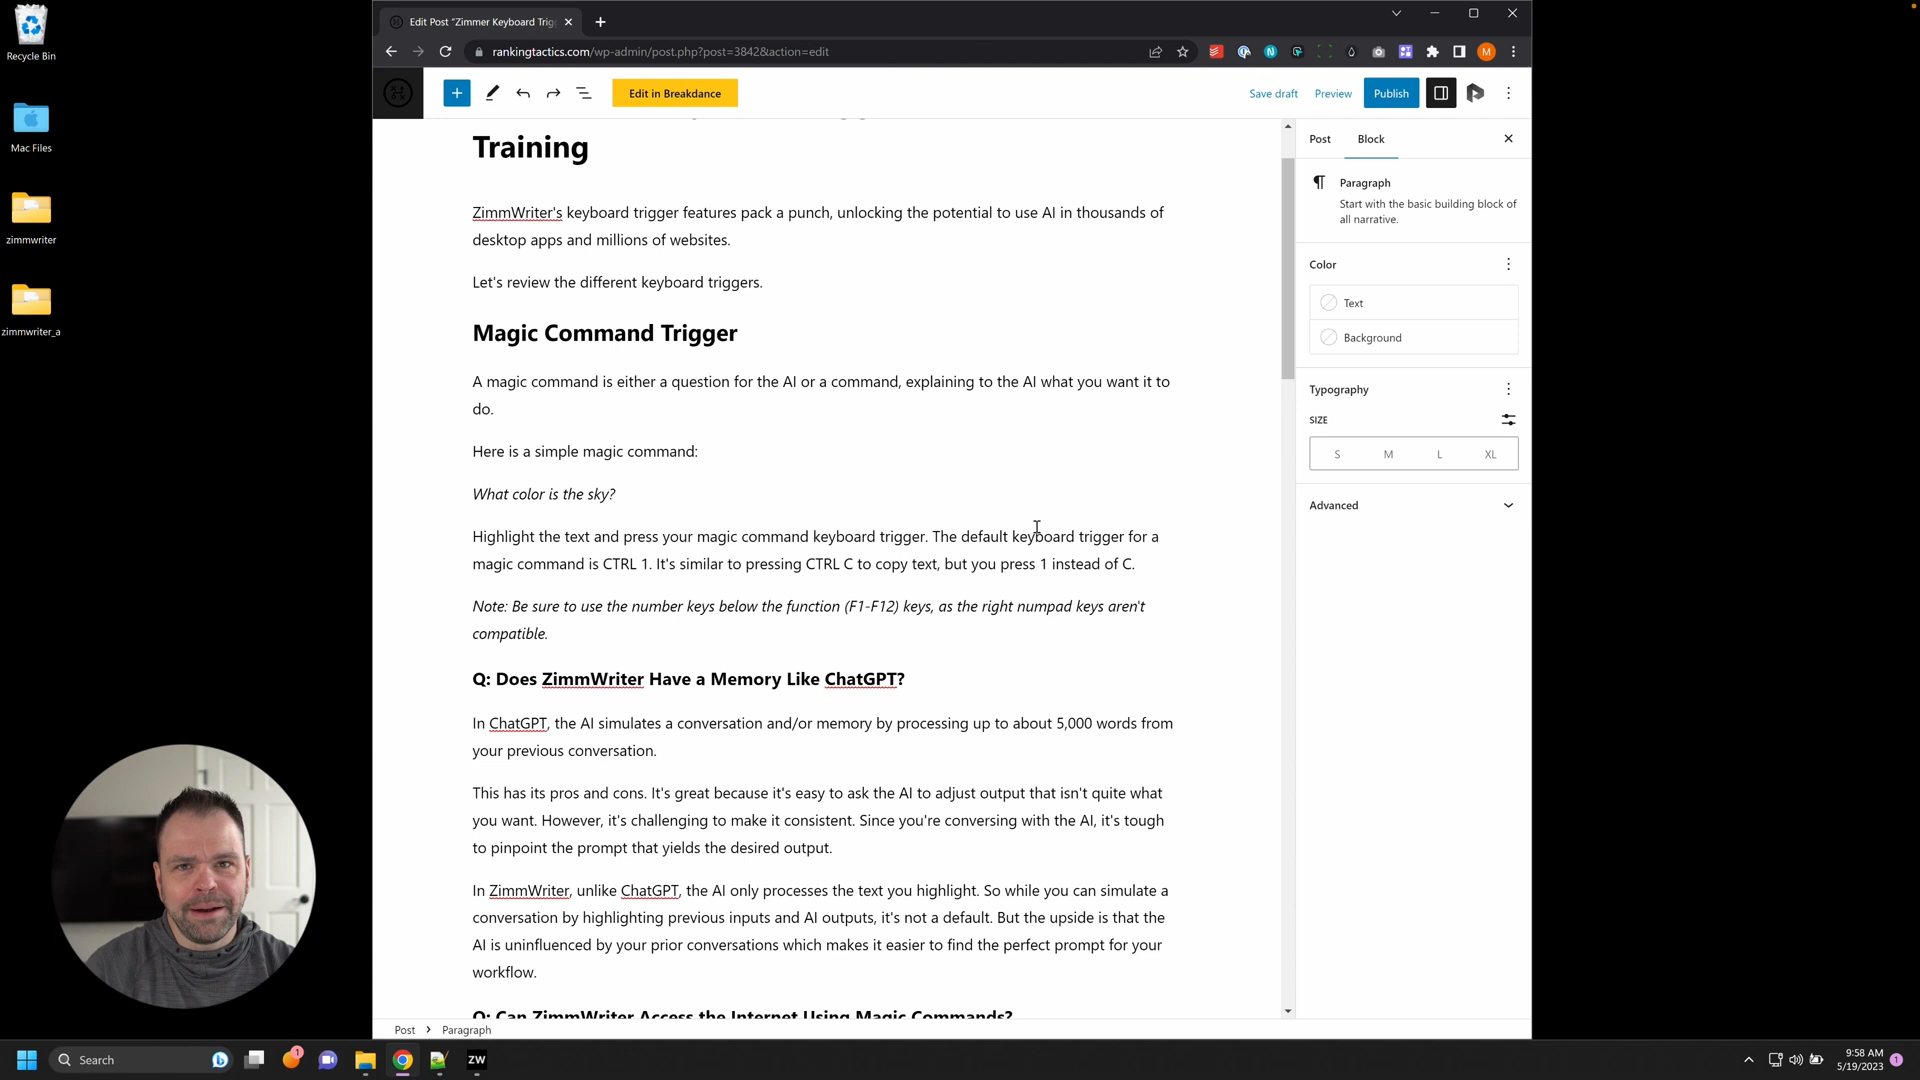 Recycle Bin
Mac Files
zimmwriter
zimmwriter_a
Edit Post "Zimmer Keyboard Trig
rankingtactics.com/wp-admin/post.php?post=3842&action=edit
M
Edit in Breakdance
Save draft
Preview
Publish
Training
ZimmWriter's keyboard trigger features pack a punch, unlocking the potential to use AI in thousands of
desktop apps and millions of websites.
Let's review the different keyboard triggers.
Magic Command Trigger
A magic command is either a question for the AI or a command, explaining to the AI what you want it to
do.
Here is a simple magic command:
What color is the sky?
Highlight the text and press your magic command keyboard trigger. The default keyboard trigger for a
magic command is CTRL 1. It's similar to pressing CTRL C to copy text, but you press 1 instead of C.
Note: Be sure to use the number keys below the function (F1-F12) keys, as the right numpad keys aren't
compatible.
Q: Does ZimmWriter Have a Memory Like ChatGPT?
In ChatGPT, the AI simulates a conversation and/or memory by processing up to about 5,000 words from
your previous conversation.
This has its pros and cons. It's great because it's easy to ask the AI to adjust output that isn't quite what
you want. However, it's challenging to make it consistent. Since you're conversing with the AI, it's tough
to pinpoint the prompt that yields the desired output.
In ZimmWriter, unlike ChatGPT, the AI only processes the text you highlight. So while you can simulate a
conversation by highlighting previous inputs and AI outputs, it's not a default. But the upside is that the
AI is uninfluenced by your prior conversations which makes it easier to find the perfect prompt for your
workflow.
Q: Can ZimmWriter Access the Internet Using Magic Commands?
Post
Paragraph
Post
Block
Paragraph
Start with the basic building block of
all narrative.
Color
Text
Background
Typography
SIZE
S M L XL
Advanced
Search
1
ZW
9:58 AM
5/19/2023
1